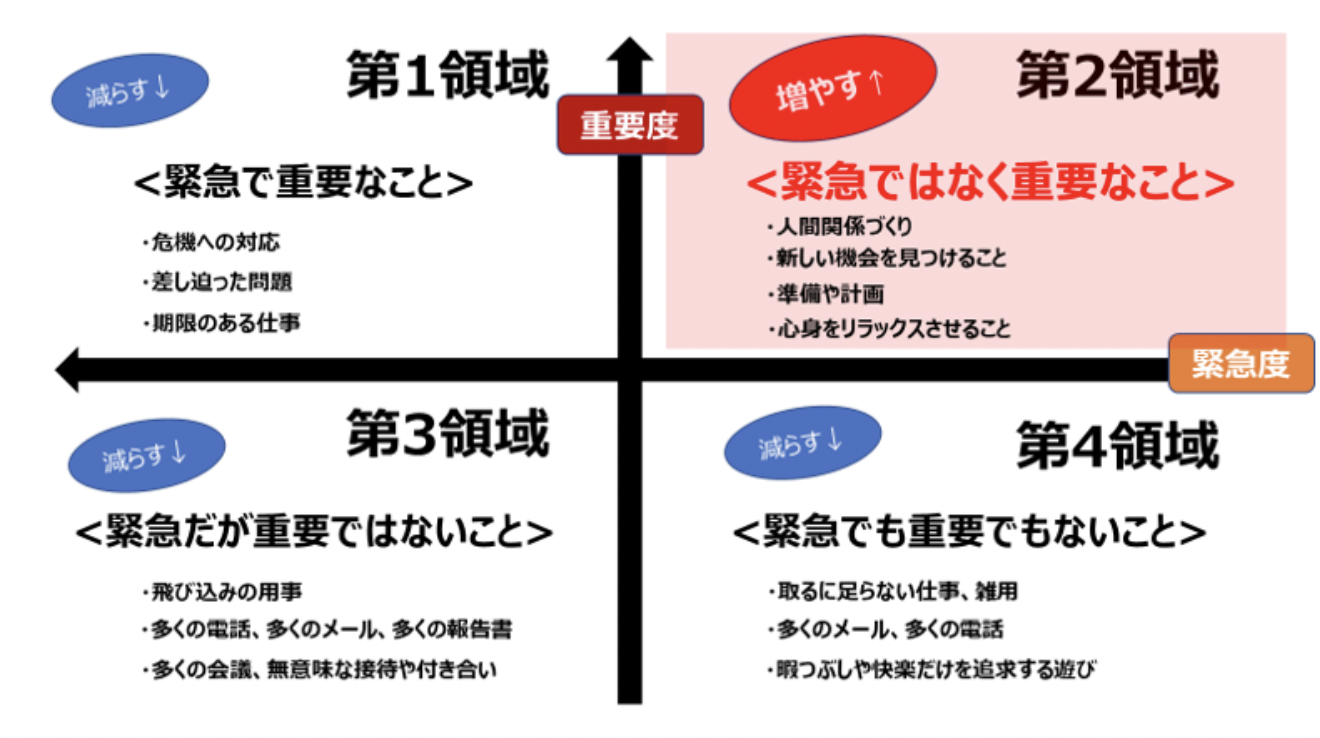 減らす↓
第1領域
<緊急で重要なこと>
・危機への対応
・差し迫った問題
・期限のある仕事
重要度
増やす↑
第2領域
<緊急ではなく重要なこと>
・人間関係づくり
・新しい機会を見つけること
・準備や計画
・心身をリラックスさせること
緊急度
減らす↓
第3領域
<緊急だが重要ではないこと>
・飛び込みの用事
・多くの電話、多くのメール、多くの報告書
・多くの会議、無意味な接待や付き合い
減らす↓
第4領域
<緊急でも重要でもないこと>
・取るに足らない仕事、雑用
・多くのメール、多くの電話
・暇つぶしや快楽だけを追求する遊び